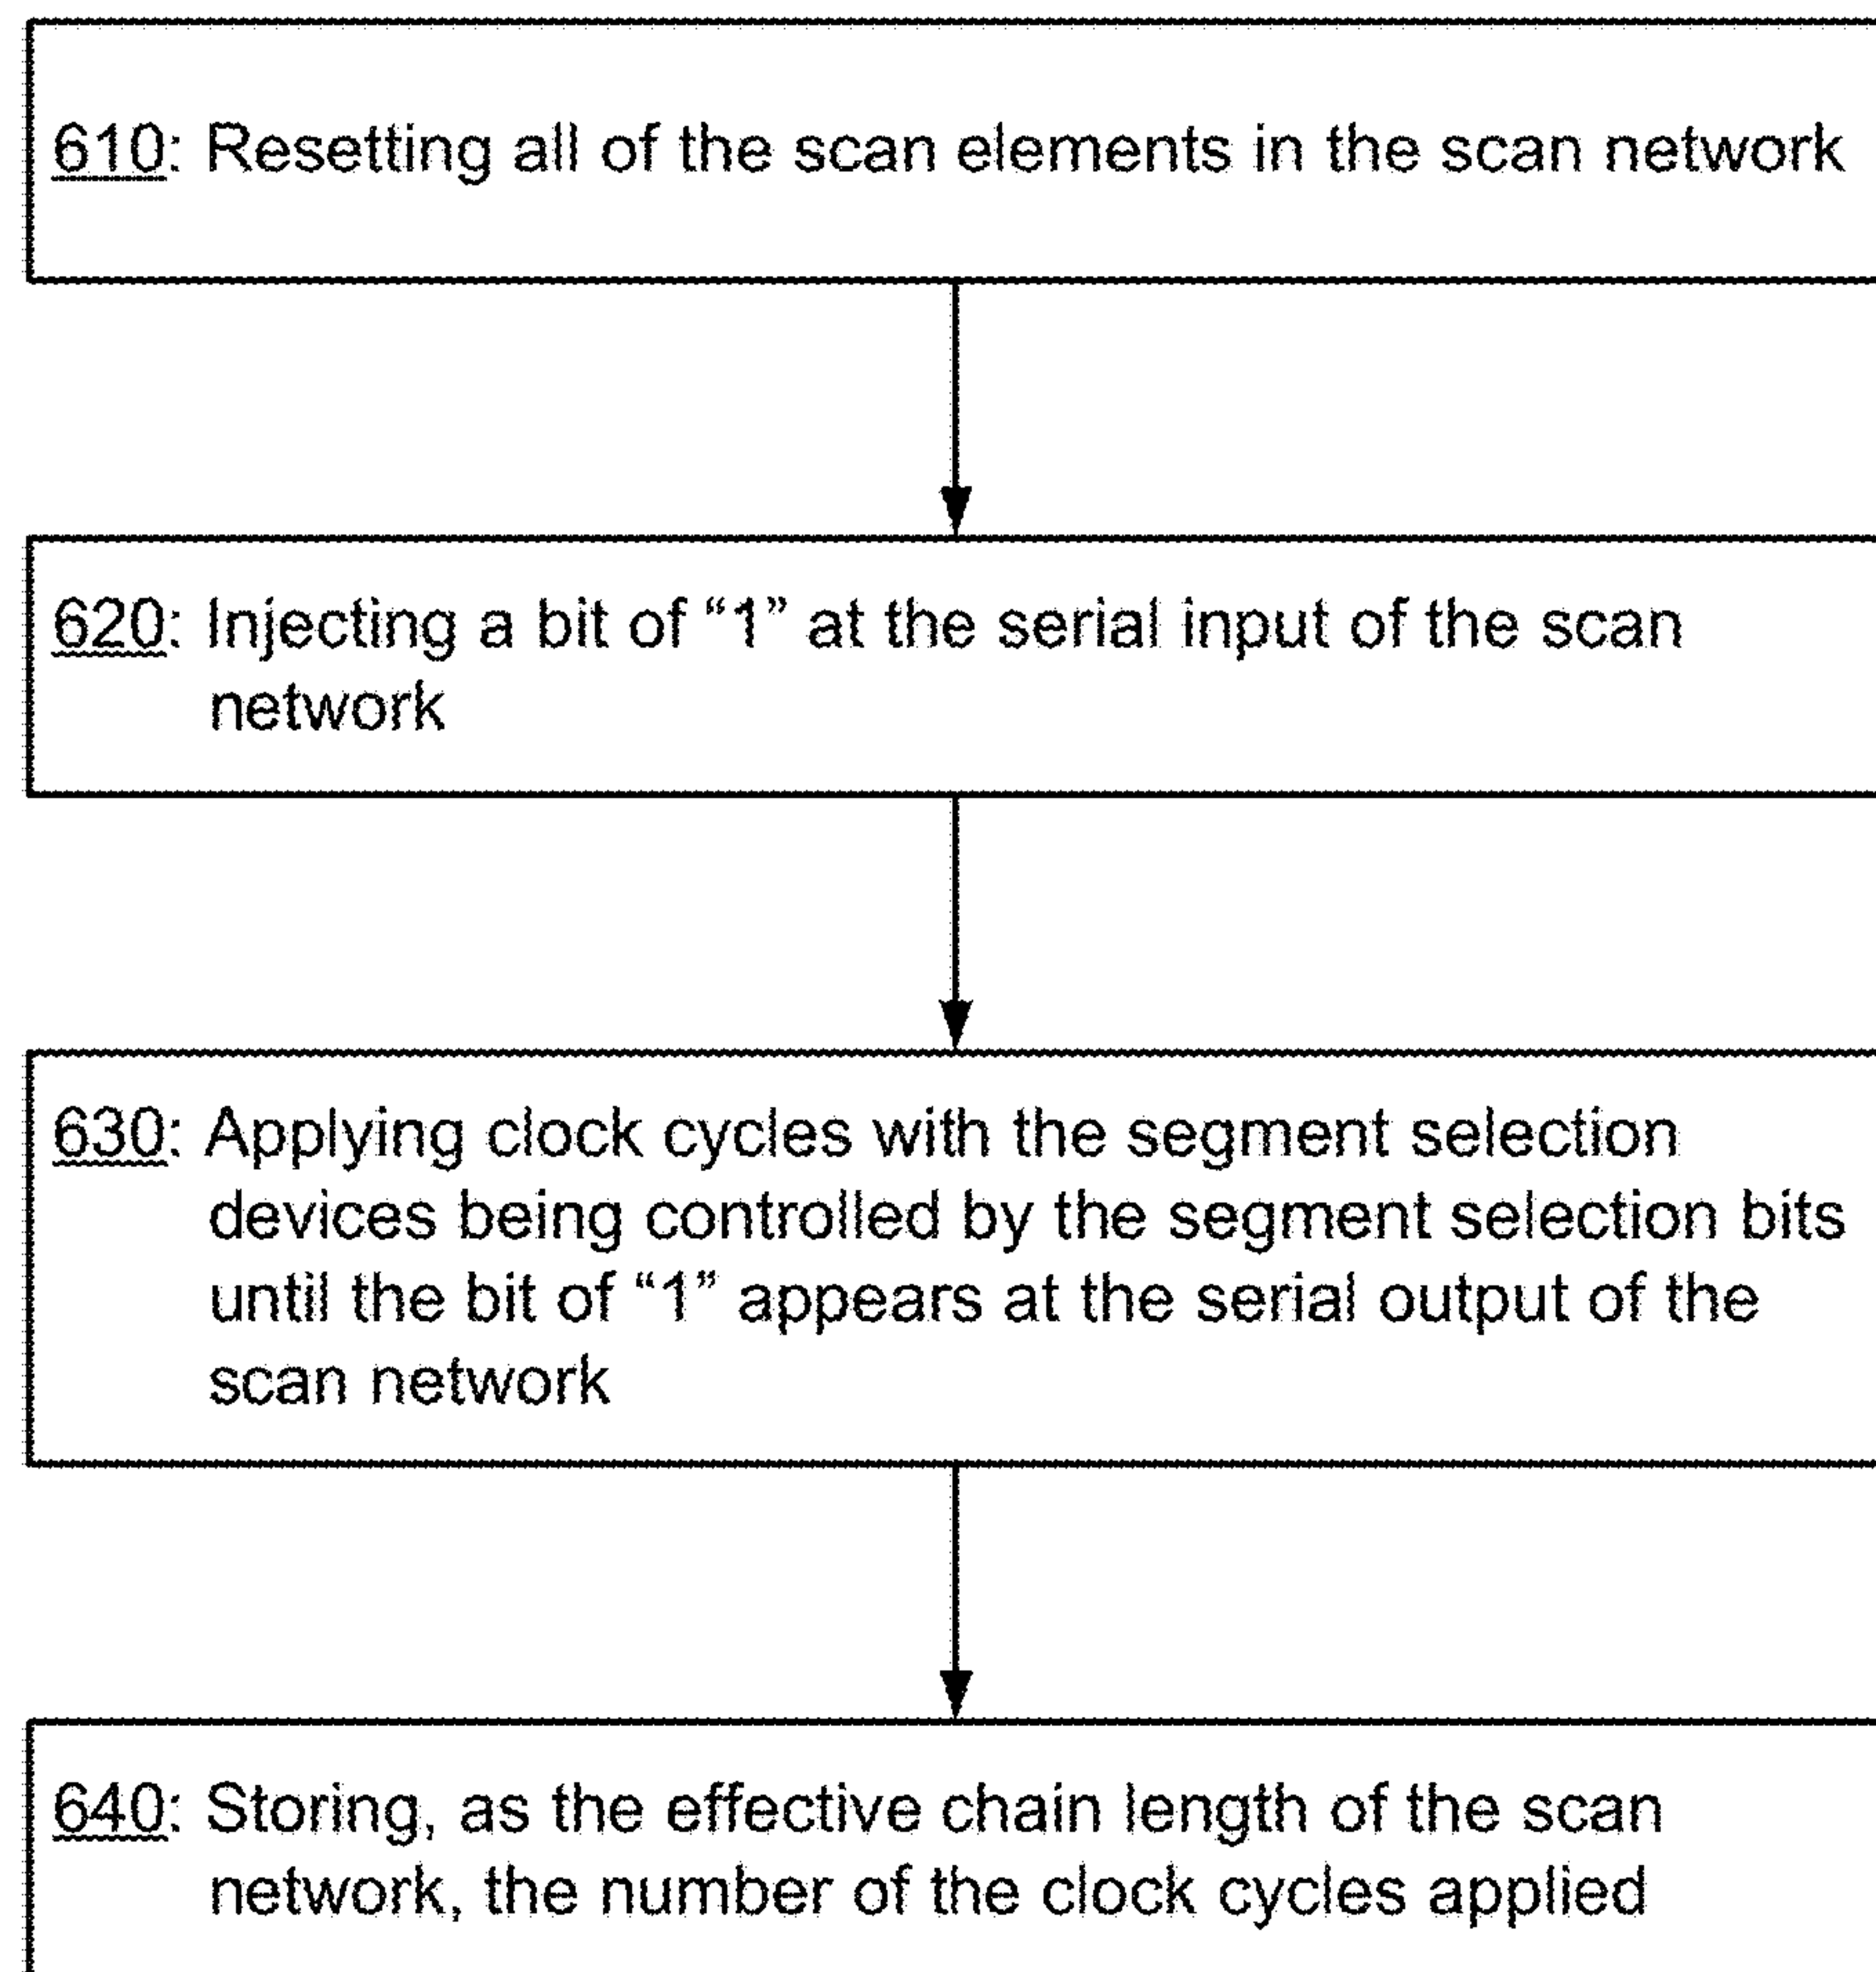 610: Resetting all of the scan elements in the scan network
620: Injecting a bit of “1” at the serial input of the scan
network
630: Applying clock cycles with the segment selection
devices being controlled by the segment selection bits
until the bit of “1” appears at the serial output of the
scan network
640: Storing, as the effective chain length of the scan
network, the number of the clock cycles applied